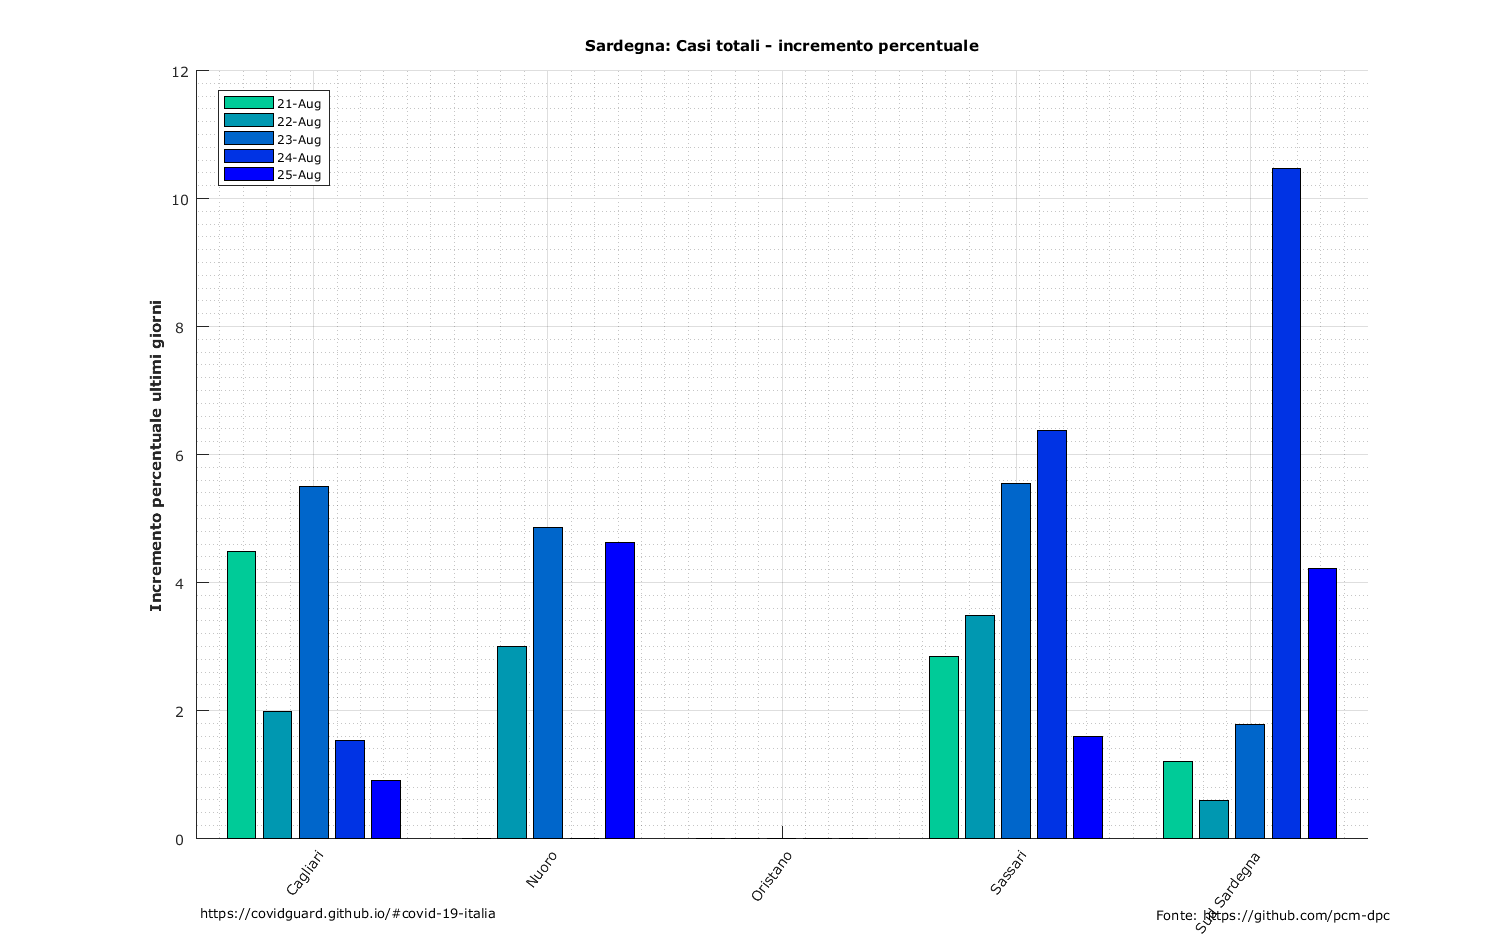 Sardegna: Casi totali - incremento percentuale
12
10
8
6
4
2
0
Incremento percentuale ultimi giorni
21-Aug
22-Aug
23-Aug
24-Aug
25-Aug
Cagliari
Nuoro
Oristano
Sassari
Sud Sardegna
https://covidguard.github.io/#covid-19-italia
Fonte: https://github.com/pcm-dpc